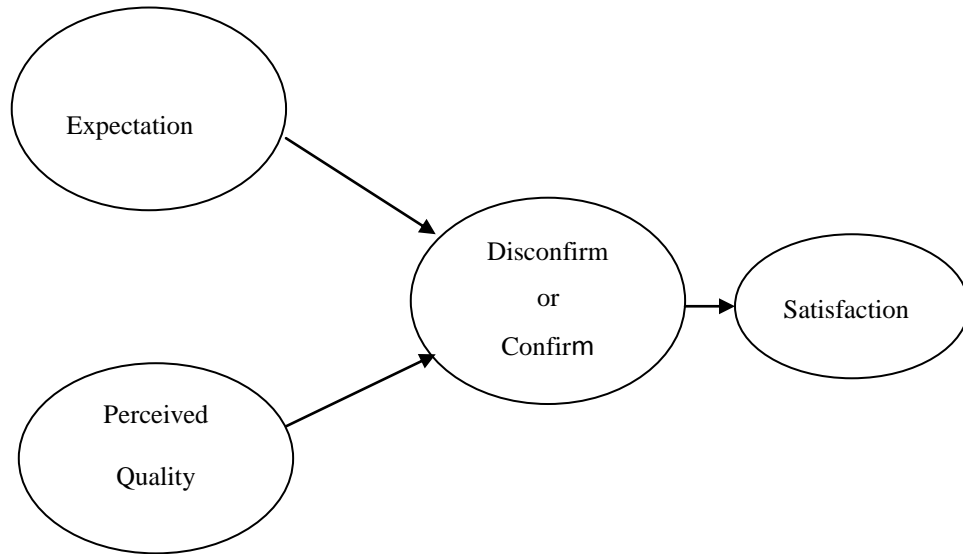 Expectation
Disconfirm
or
Confirm
Satisfaction
Perceived
Quality